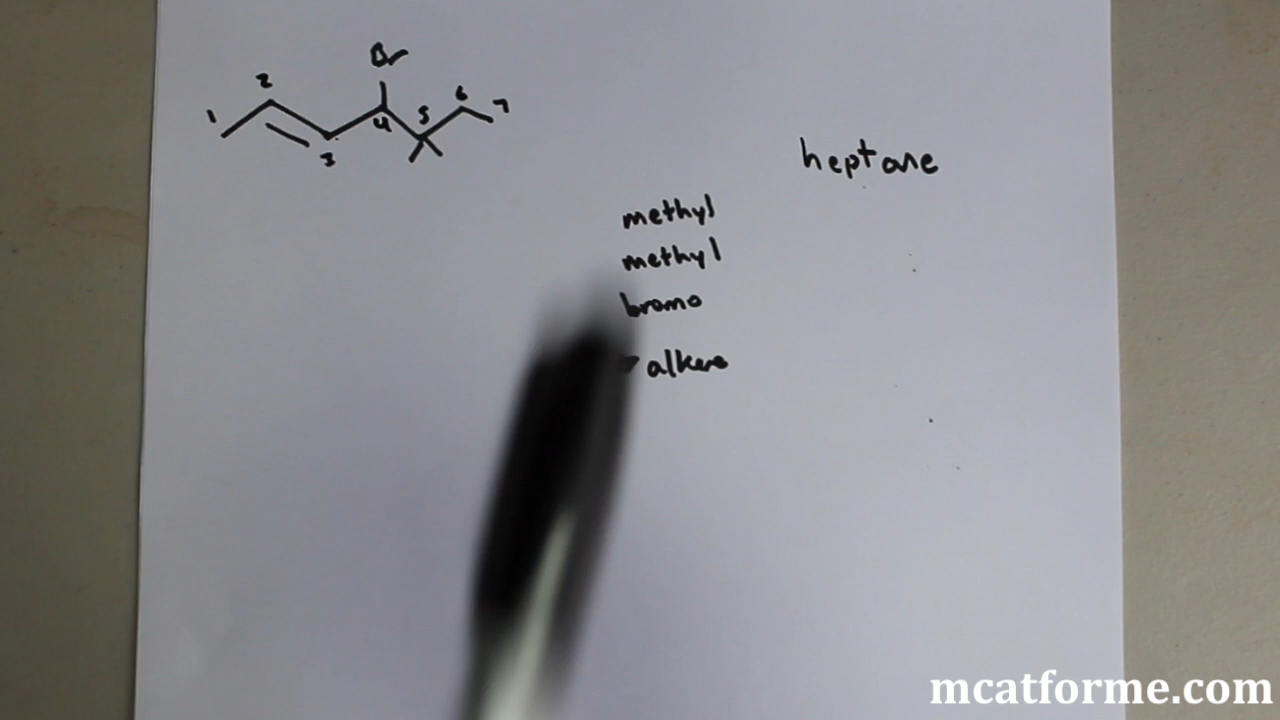 Br
1 2 3 4 5 6 7
heptane
methyl
methyl
bromo
alkene
mcatforme.com